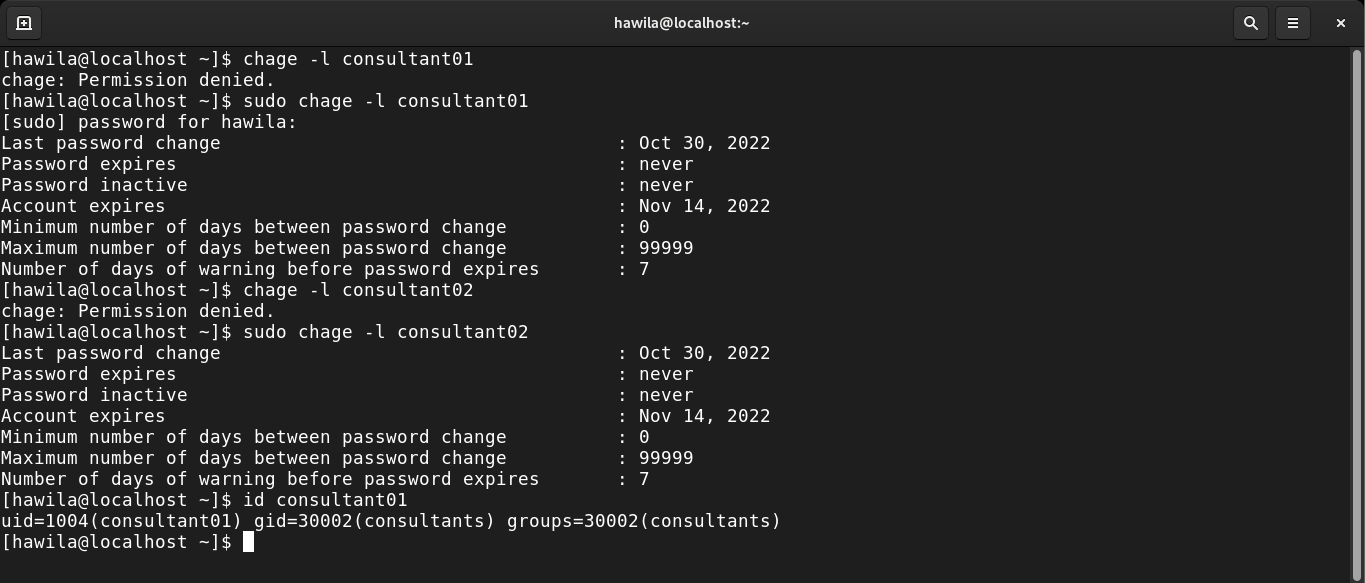 hawila@localhost:~
[hawila@localhost ~]$ chage -l consultant01
chage: Permission denied.
[hawila@localhost ~]$ sudo chage -l consultant01
[sudo] password for hawila:
Last password change                                    : Oct 30, 2022
Password expires                                        : never
Password inactive                                       : never
Account expires                                         : Nov 14, 2022
Minimum number of days between password change          : 0
Maximum number of days between password change          : 99999
Number of days of warning before password expires       : 7
[hawila@localhost ~]$ chage -l consultant02
chage: Permission denied.
[hawila@localhost ~]$ sudo chage -l consultant02
Last password change                                    : Oct 30, 2022
Password expires                                        : never
Password inactive                                       : never
Account expires                                         : Nov 14, 2022
Minimum number of days between password change          : 0
Maximum number of days between password change          : 99999
Number of days of warning before password expires       : 7
[hawila@localhost ~]$ id consultant01
uid=1004(consultant01) gid=30002(consultants) groups=30002(consultants)
[hawila@localhost ~]$